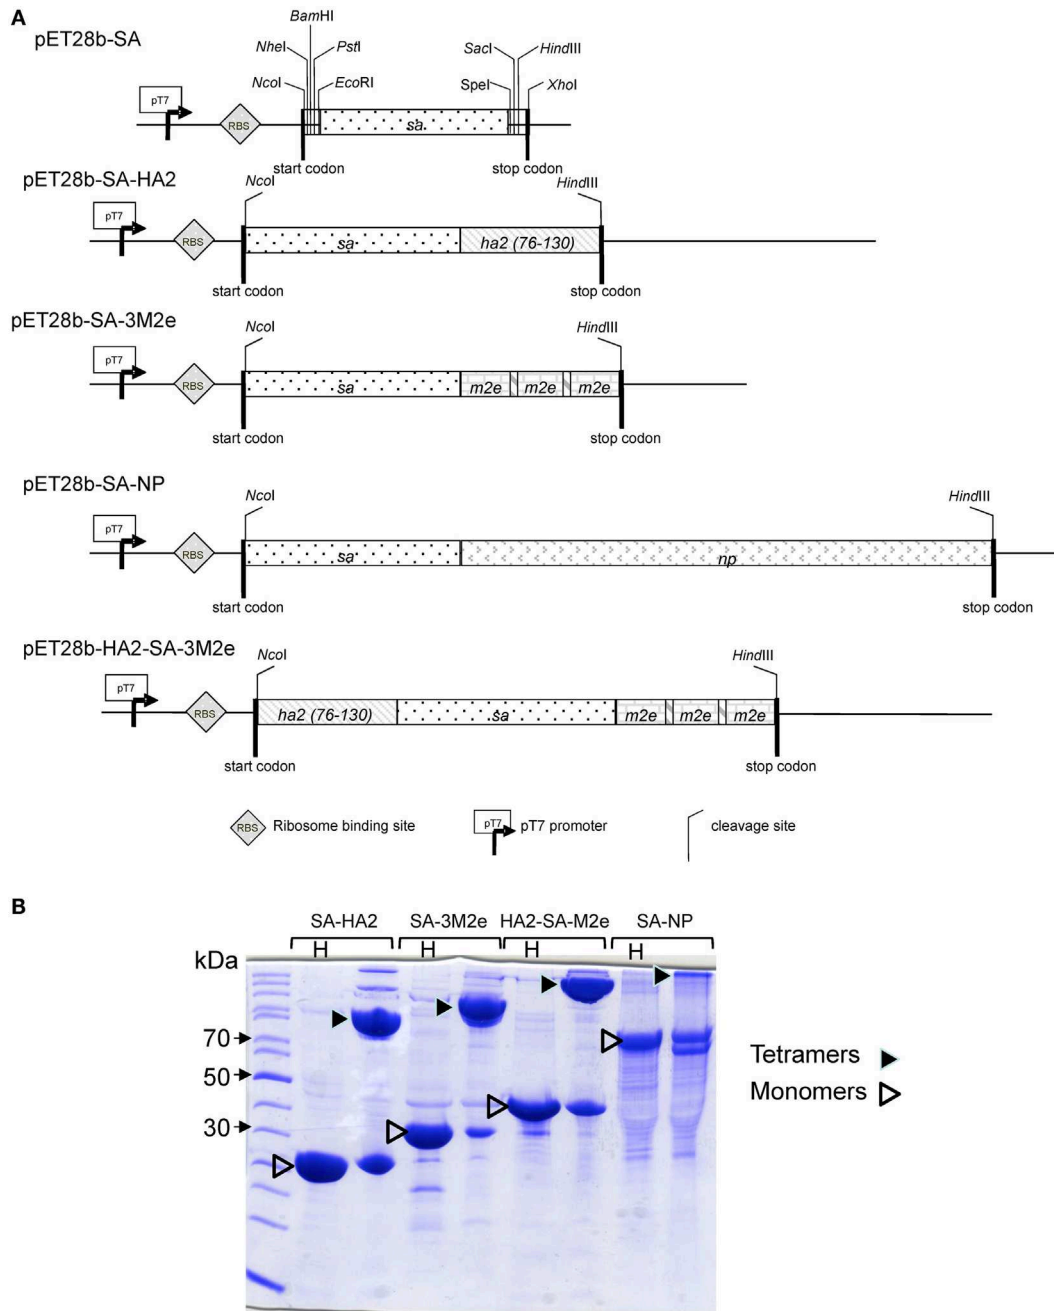 A
pET28b-SA
BamHI
NheI PstI SacI HindIII
NcoI EcoRI SpeI XhoI
pT7
RBS
sa
start codon stop codon
pET28b-SA-HA2
NcoI HindIII
pT7
RBS
sa ha2 (76-130)
start codon stop codon
pET28b-SA-3M2e
NcoI HindIII
pT7
RBS
sa m2e m2e m2e
start codon stop codon
pET28b-SA-NP
NcoI HindIII
pT7
RBS
sa np
start codon stop codon
pET28b-HA2-SA-3M2e
NcoI HindIII
pT7
RBS
ha2 (76-130) sa m2e m2e m2e
start codon stop codon
RBS Ribosome binding site pT7 pT7 promoter cleavage site
B
SA-HA2 SA-3M2e HA2-SA-M2e SA-NP
H H H H
kDa
70
50
30
Tetramers
Monomers